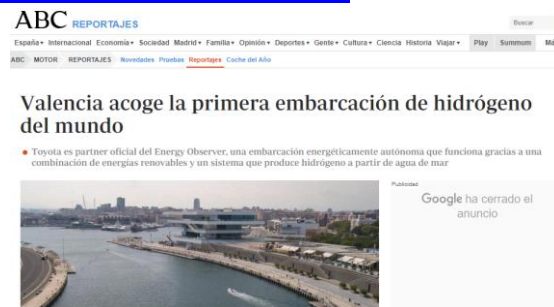 ABC REPORTAJES
Buscar
España Internacional Economía Sociedad Madrid Familia Opinión Deportes Gente Cultura Ciencia Historia Viajar Play Summum Má
ABC MOTOR REPORTAJES Novedades Pruebas Reportajes Coche del Año
Valencia acoge la primera embarcación de hidrógeno
del mundo
Toyota es partner oficial del Energy Observer, una embarcación energéticamente autónoma que funciona gracias a una
combinación de energías renovables y un sistema que produce hidrógeno a partir de agua de mar
Publicidad
Google ha cerrado el
anuncio